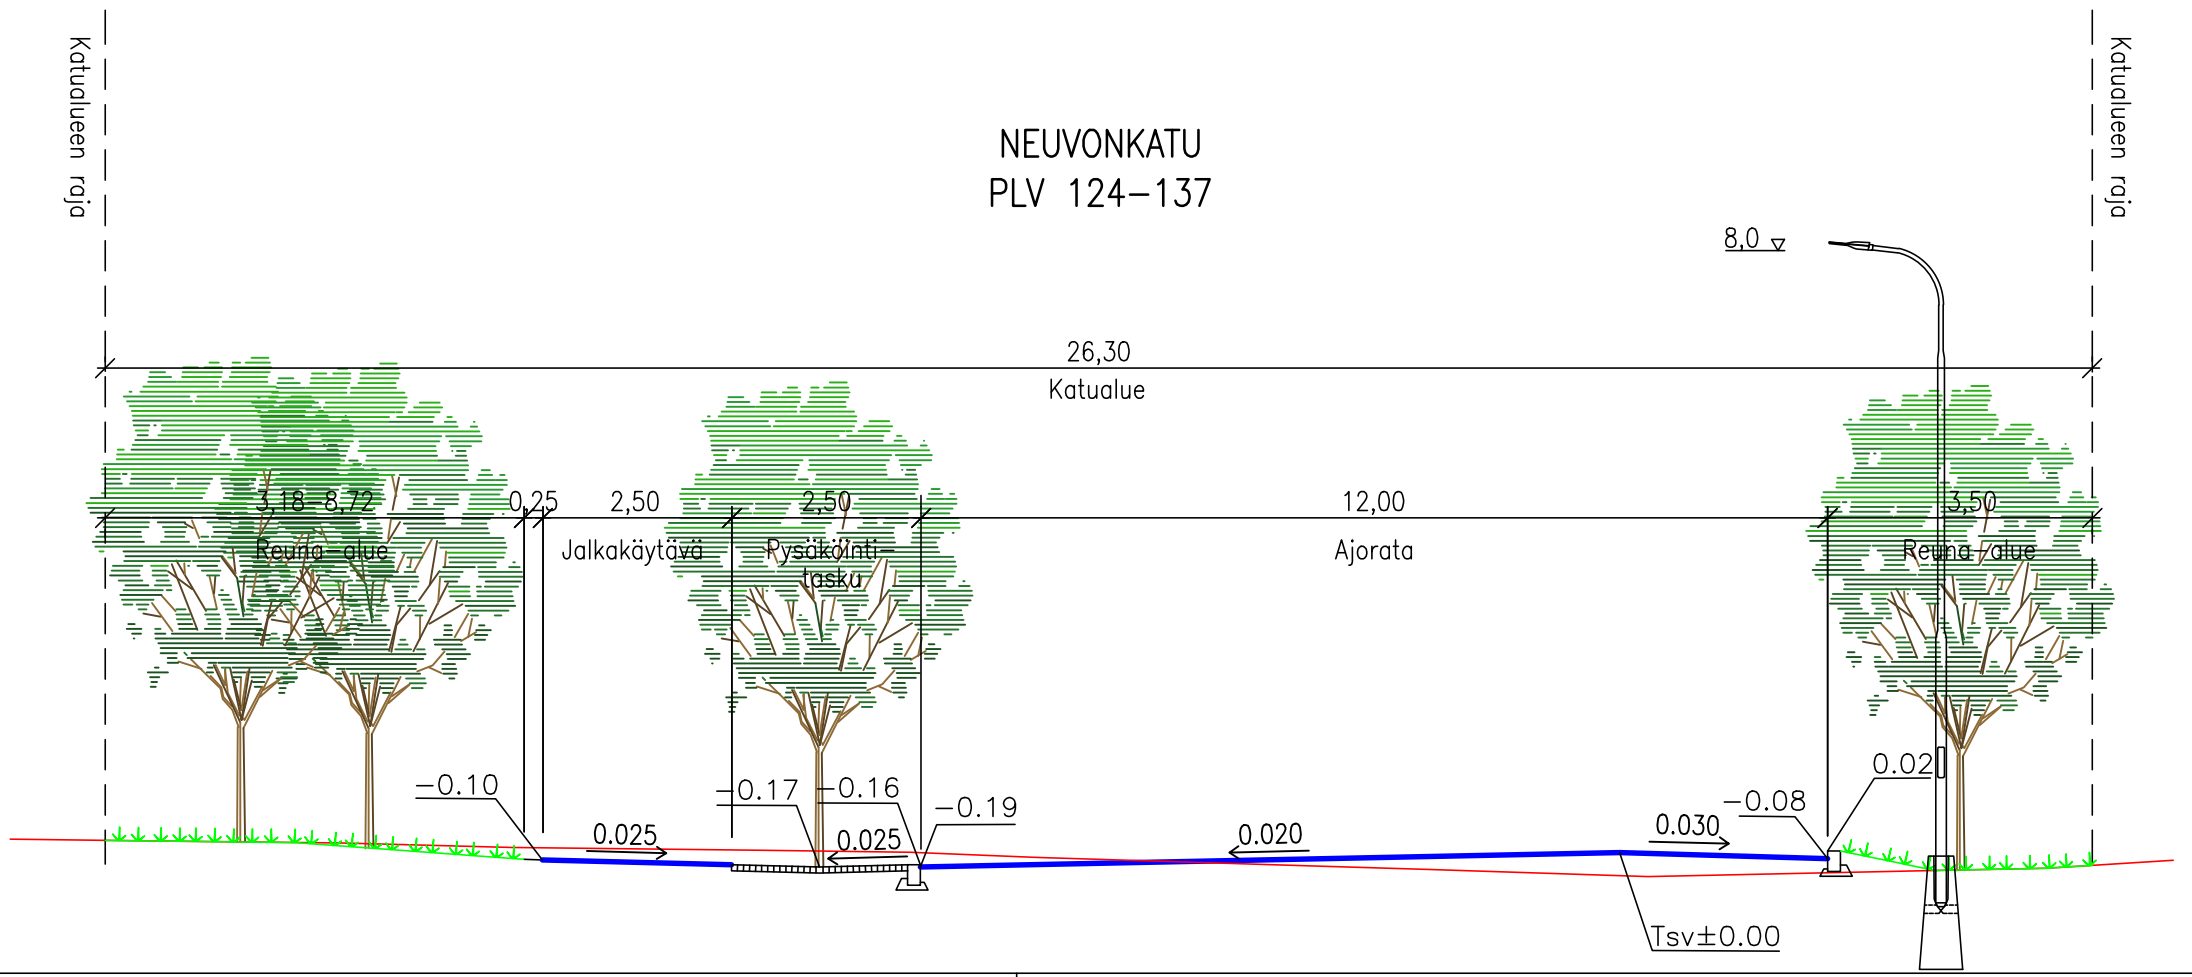 Katualueen raja
Katualueen raja
NEUVONKATU
PLV 124-137
8,0
26,30
Katualue
3,18-8,72
0,25
2,50
2,50
12,00
3,50
Reuna-alue
Jalkakäytävä
Pysäköinti-
tasku
Ajorata
Reuna-alue
-0.10
-0.17
-0.16
-0.19
-0.08
0.02
0.025
0.025
0.020
0.030
Tsv±0.00